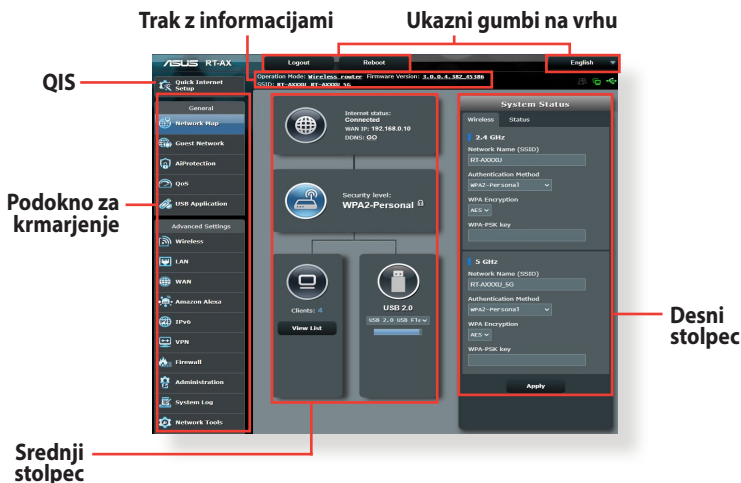 Trak z informacijami
Ukazni gumbi na vrhu
QIS
Podokno za
krmarjenje
Srednji
stolpec
Desni
stolpec
ASUS RT-AX
Logout
Reboot
English
Quick Internet
Setup
Operation Mode: Wireless router Firmware Version: 3.0.0.4.382_45386
SSID: RT-AXXXU RT-AXXXU_5G
General
Network Map
Guest Network
AiProtection
QoS
USB Application
Advanced Settings
Wireless
LAN
WAN
Amazon Alexa
IPv6
VPN
Firewall
Administration
System Log
Network Tools
Internet status:
Connected
WAN IP: 192.168.0.10
DDNS: GO
Security level:
WPA2-Personal
Clients: 4
View List
USB 2.0
USB 2.0 USB Fla
System Status
Wireless
Status
2.4 GHz
Network Name (SSID)
RT-AXXXU
Authentication Method
WPA2-Personal
WPA Encryption
AES
WPA-PSK key
5 GHz
Network Name (SSID)
RT-AXXXU_5G
Authentication Method
WPA2-Personal
WPA Encryption
AES
WPA-PSK key
Apply